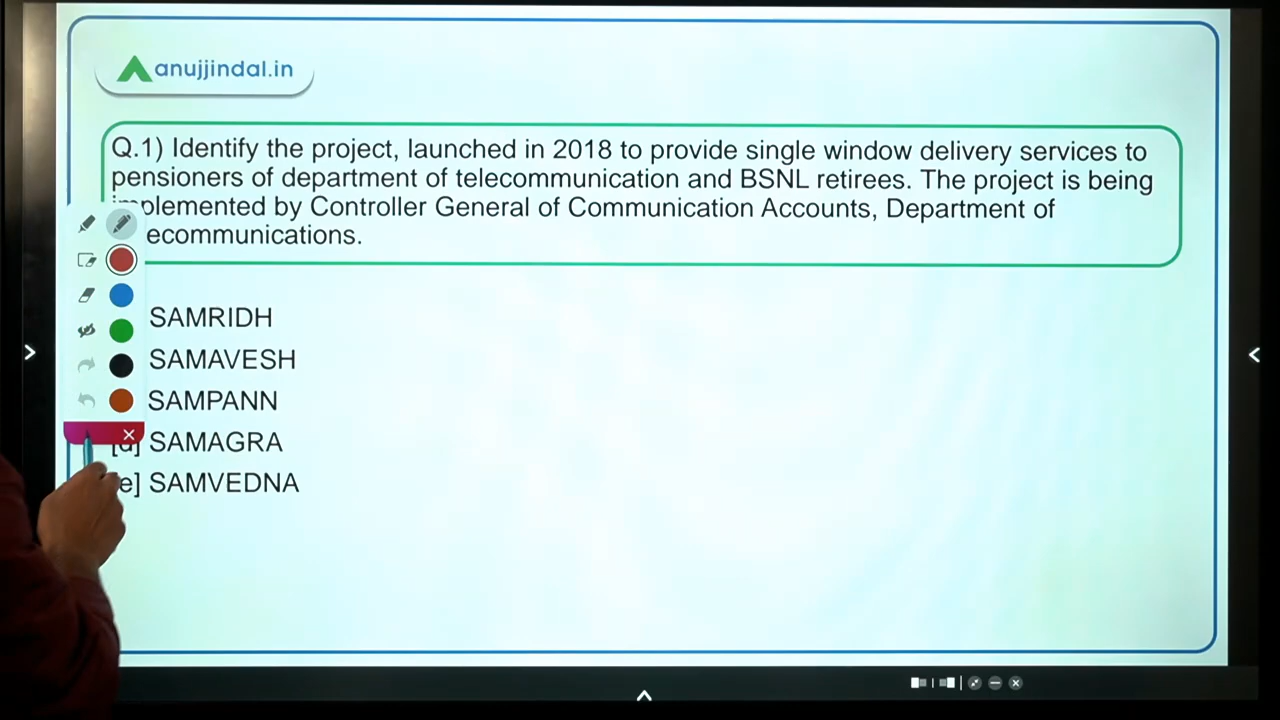 anujjindal.in
Q.1) Identify the project, launched in 2018 to provide single window delivery services to
pensioners of department of telecommunication and BSNL retirees. The project is being
implemented by Controller General of Communication Accounts, Department of
ecommunications.
SAMRIDH
SAMAVESH
SAMPANN
[d] SAMAGRA
e] SAMVEDNA